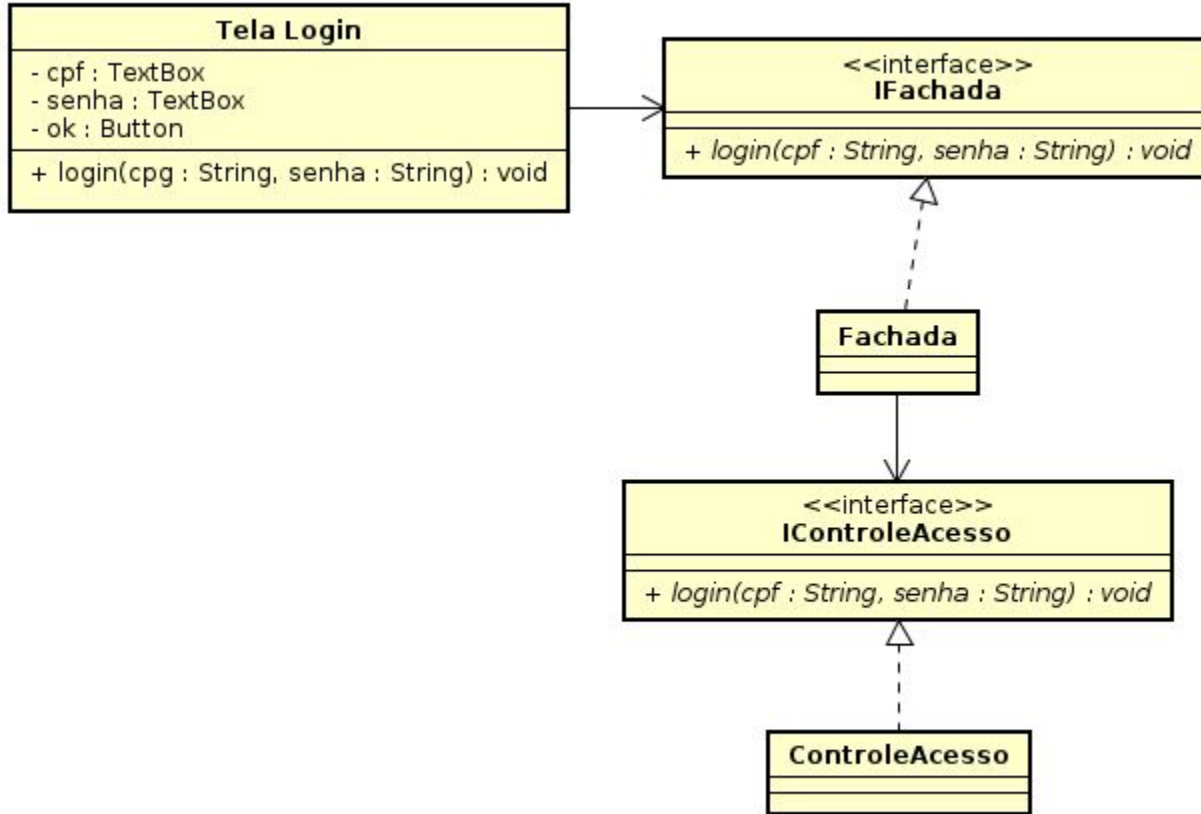 Tela Login
- cpf : TextBox
- senha : TextBox
- ok : Button
+ login(cpg : String, senha : String) : void
<<interface>>
IFachada
+ login(cpf : String, senha : String) : void
Fachada
<<interface>>
IControleAcesso
+ login(cpf : String, senha : String) : void
ControleAcesso